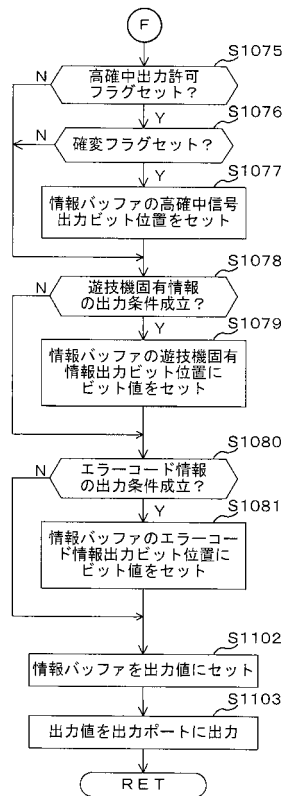 F
S1075
高確中出力許可
フラグセット？
N
Y
S1076
確変フラグセット？
N
Y
S1077
情報バッファの高確中信号
出力ビット位置をセット
S1078
遊技機固有情報
の出力条件成立？
N
Y
S1079
情報バッファの遊技機固有
情報出力ビット位置に
ビット値をセット
S1080
エラーコード情報
の出力条件成立？
N
Y
S1081
情報バッファのエラーコー
ド情報出力ビット位置に
ビット値をセット
S1102
情報バッファを出力値にセット
S1103
出力値を出力ポートに出力
RET